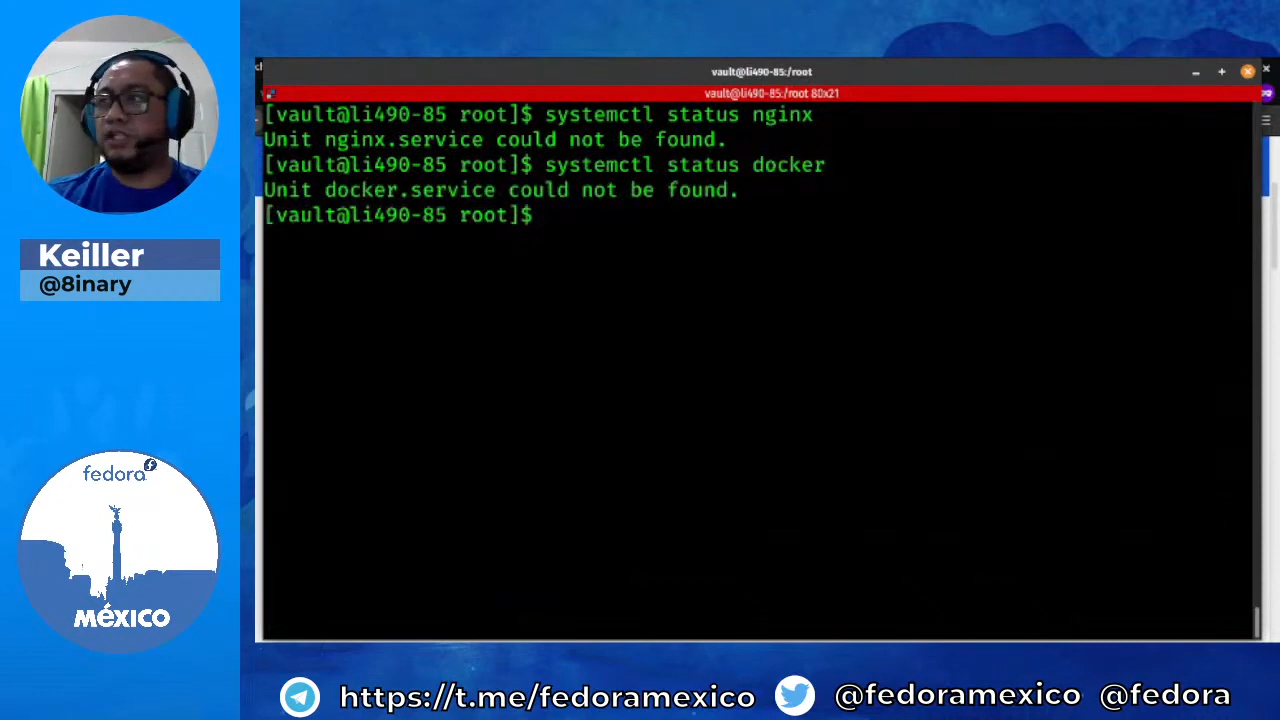 vault@li490-85:/root
vault@li490-85:/root 80x21
[vault@li490-85 root]$ systemctl status nginx
Unit nginx.service could not be found.
[vault@li490-85 root]$ systemctl status docker
Unit docker.service could not be found.
[vault@li490-85 root]$
Keiller
@8inary
fedora
MÉXICO
https://t.me/fedoramexico
@fedoramexico @fedora